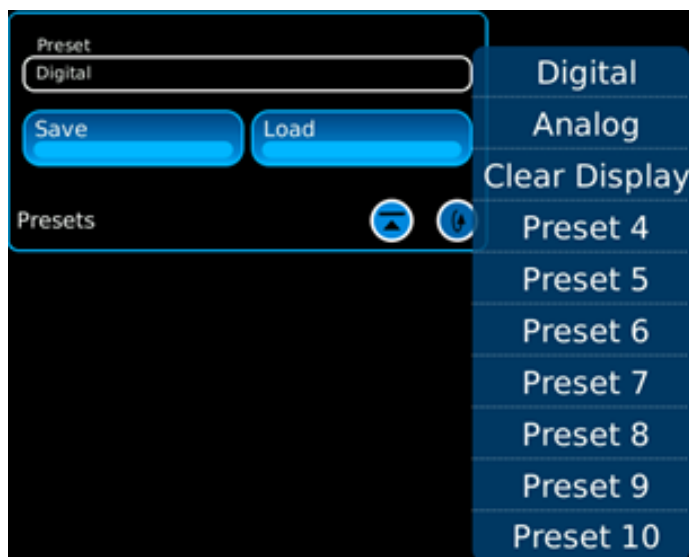 Preset
Digital
Save
Load
Presets
Digital
Analog
Clear Display
Preset 4
Preset 5
Preset 6
Preset 7
Preset 8
Preset 9
Preset 10